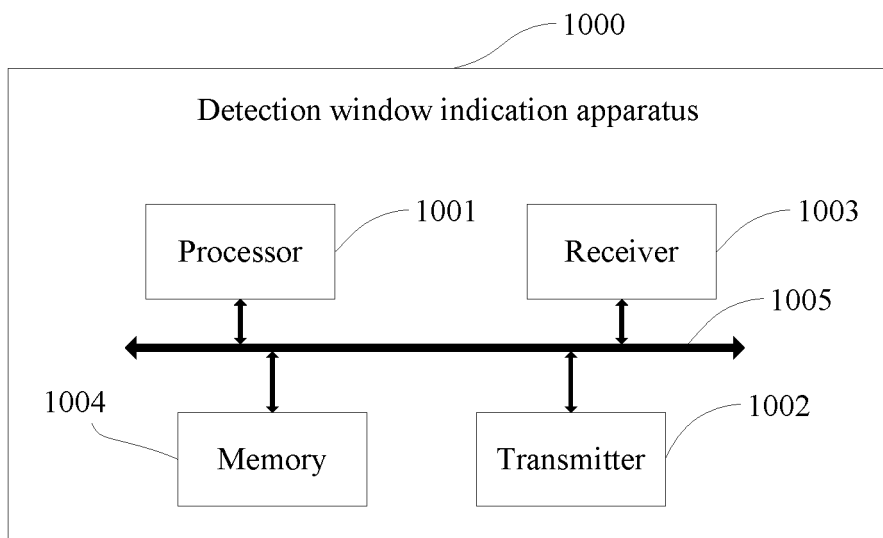 1000
Detection window indication apparatus
1001
1003
Processor
Receiver
1005
1004
1002
Memory
Transmitter